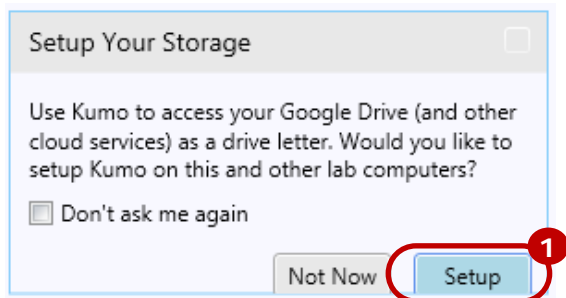 Setup Your Storage
Use Kumo to access your Google Drive (and other
cloud services) as a drive letter. Would you like to
setup Kumo on this and other lab computers?
Don't ask me again
1
Not Now Setup